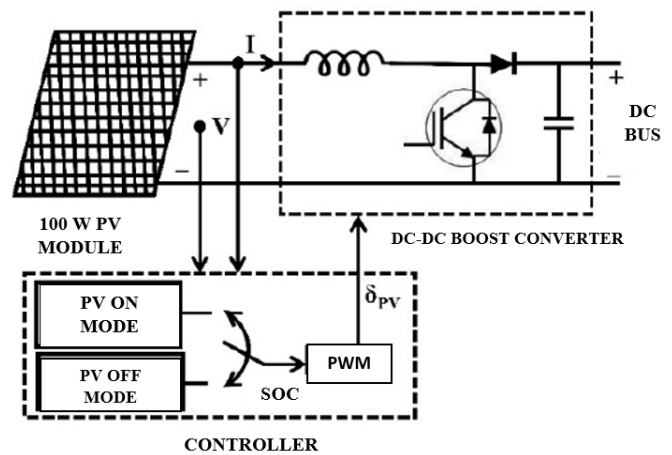 I
+
V
−
+
DC
BUS
−
100 W PV
MODULE
DC-DC BOOST CONVERTER
δPV
PV ON
MODE
PV OFF
MODE
SOC
PWM
CONTROLLER